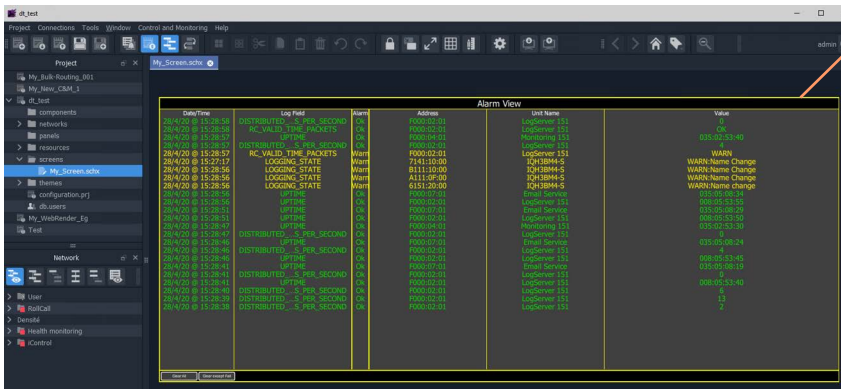 dt_test
Project Connections Tools Window Control and Monitoring Help
admin
Project
My_Screen.schx
My_Bulk-Routing_001
My_New_C&M_1
dt_test
components
networks
panels
resources
screens
My_Screen.schx
themes
configuration.prj
db.users
My_WebRender_Eg
Test
Network
User
RollCall
Densité
Health monitoring
iControl
Alarm View
Date/Time Log Field Alarm Address Unit Name Value
28/4/20 @ 15:28:58 DISTRIBUTED_...S_PER_SECOND Ok F000:02:01 LogServer 151 0
28/4/20 @ 15:28:58 RC_VALID_TIME_PACKETS Ok F000:02:01 LogServer 151 OK
28/4/20 @ 15:28:57 UPTIME Ok F000:04:01 Monitoring 151 035:02:53:40
28/4/20 @ 15:28:57 DISTRIBUTED_...S_PER_SECOND Ok F000:02:01 LogServer 151 4
28/4/20 @ 15:28:57 RC_VALID_TIME_PACKETS Warn F000:02:01 LogServer 151 WARN
28/4/20 @ 15:27:17 LOGGING_STATE Warn 7141:10:00 IQH3BM4-S WARN:Name Change
28/4/20 @ 15:28:56 LOGGING_STATE Warn B111:10:00 IQH3BM4-S WARN:Name Change
28/4/20 @ 15:28:56 LOGGING_STATE Warn A111:0F:00 IQH3BM4-S WARN:Name Change
28/4/20 @ 15:28:56 LOGGING_STATE Warn 6151:20:00 IQH3BM4-S WARN:Name change
28/4/20 @ 15:28:56 UPTIME Ok F000:07:01 Email Service 035:05:08:34
28/4/20 @ 15:28:56 UPTIME Ok F000:02:01 LogServer 151 008:05:53:55
28/4/20 @ 15:28:51 UPTIME Ok F000:07:01 Email Service 035:05:08:29
28/4/20 @ 15:28:51 UPTIME Ok F000:02:01 LogServer 151 008:05:53:50
28/4/20 @ 15:28:47 UPTIME Ok F000:04:01 Monitoring 151 035:02:53:30
28/4/20 @ 15:28:47 DISTRIBUTED_...S_PER_SECOND Ok F000:02:01 LogServer 151 0
28/4/20 @ 15:28:46 UPTIME Ok F000:07:01 Email Service 035:05:08:24
28/4/20 @ 15:28:46 DISTRIBUTED_...S_PER_SECOND Ok F000:02:01 LogServer 151 4
28/4/20 @ 15:28:46 UPTIME Ok F000:02:01 LogServer 151 008:05:53:45
28/4/20 @ 15:28:41 UPTIME Ok F000:07:01 Email Service 035:05:08:19
28/4/20 @ 15:28:41 DISTRIBUTED_...S_PER_SECOND Ok F000:02:01 LogServer 151 0
28/4/20 @ 15:28:41 UPTIME Ok F000:02:01 LogServer 151 008:05:53:40
28/4/20 @ 15:28:40 DISTRIBUTED_...S_PER_SECOND Ok F000:02:01 LogServer 151 6
28/4/20 @ 15:28:39 DISTRIBUTED_...S_PER_SECOND Ok F000:02:01 LogServer 151 13
28/4/20 @ 15:28:38 DISTRIBUTED_...S_PER_SECOND Ok F000:02:01 LogServer 151 2
Clear All